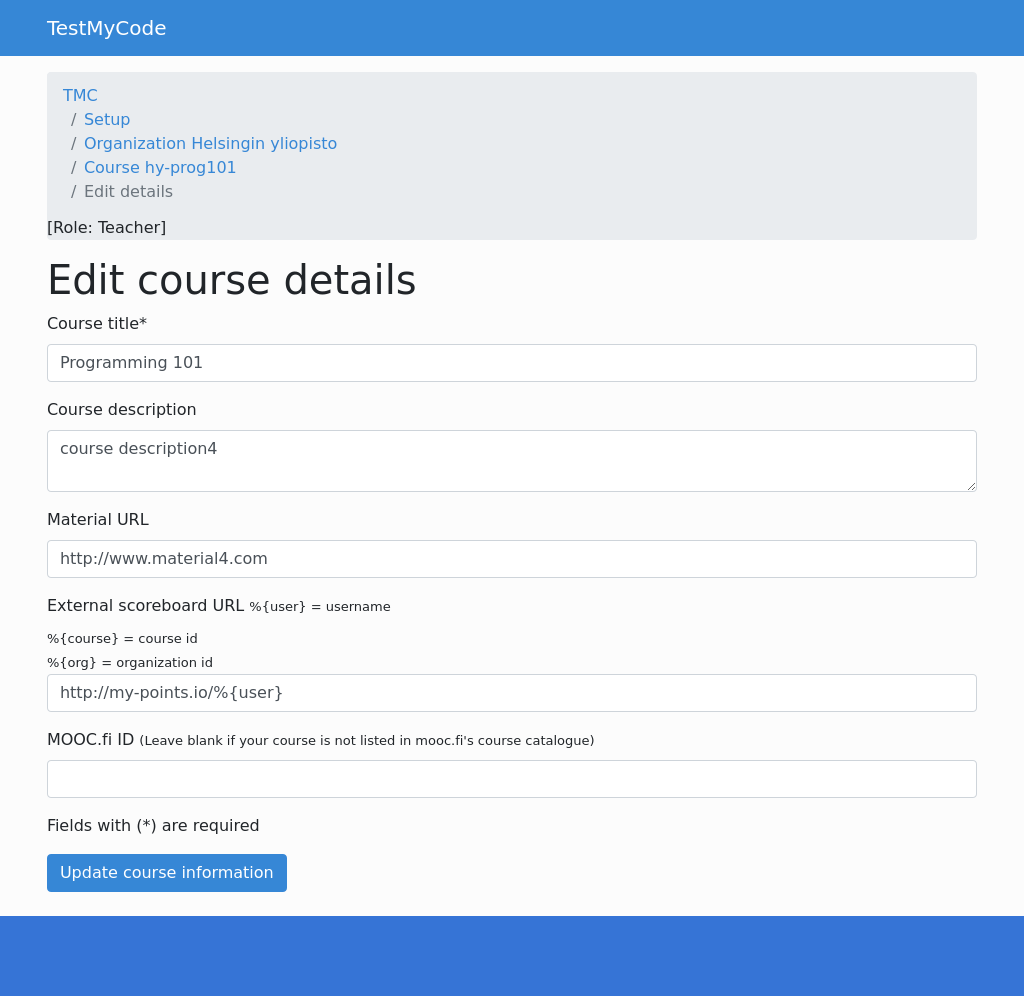 TestMyCode
TMC
/ Setup
/ Organization Helsingin yliopisto
/ Course hy-prog101
/ Edit details
[Role: Teacher]
Edit course details
Course title*
Programming 101
Course description
course description4
Material URL
http://www.material4.com
External scoreboard URL %{user} = username
%{course} = course id
%{org} = organization id
http://my-points.io/%{user}
MOOC.fi ID (Leave blank if your course is not listed in mooc.fi's course catalogue)
Fields with (*) are required
Update course information